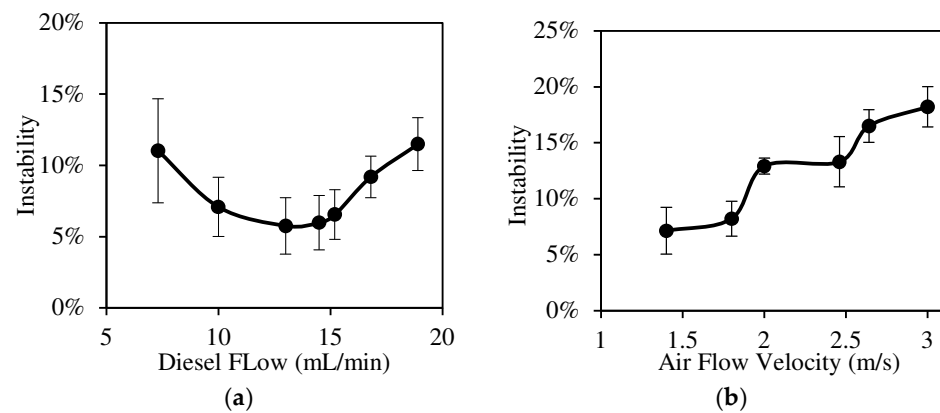 20%
15%
10%
5%
0%
Instability
5 10 15 20
Diesel FLow (mL/min)
(a)
25%
20%
15%
10%
5%
0%
Instability
1 1.5 2 2.5 3
Air Flow Velocity (m/s)
(b)